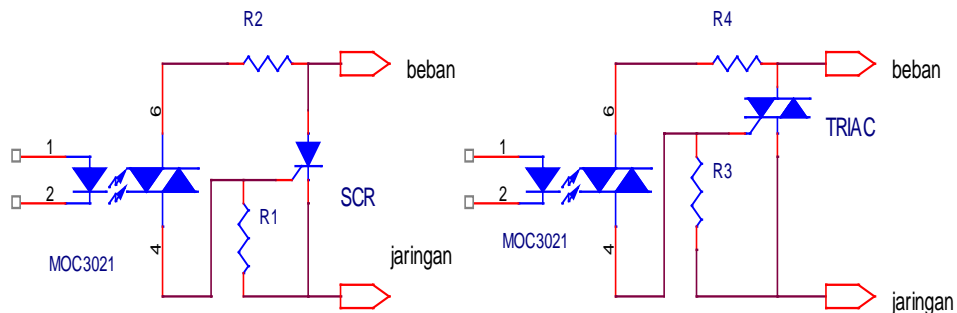 R2
beban
6
1
2
SCR
R1
4
MOC3021
jaringan
R4
beban
6
TRIAC
1
2
R3
4
MOC3021
jaringan